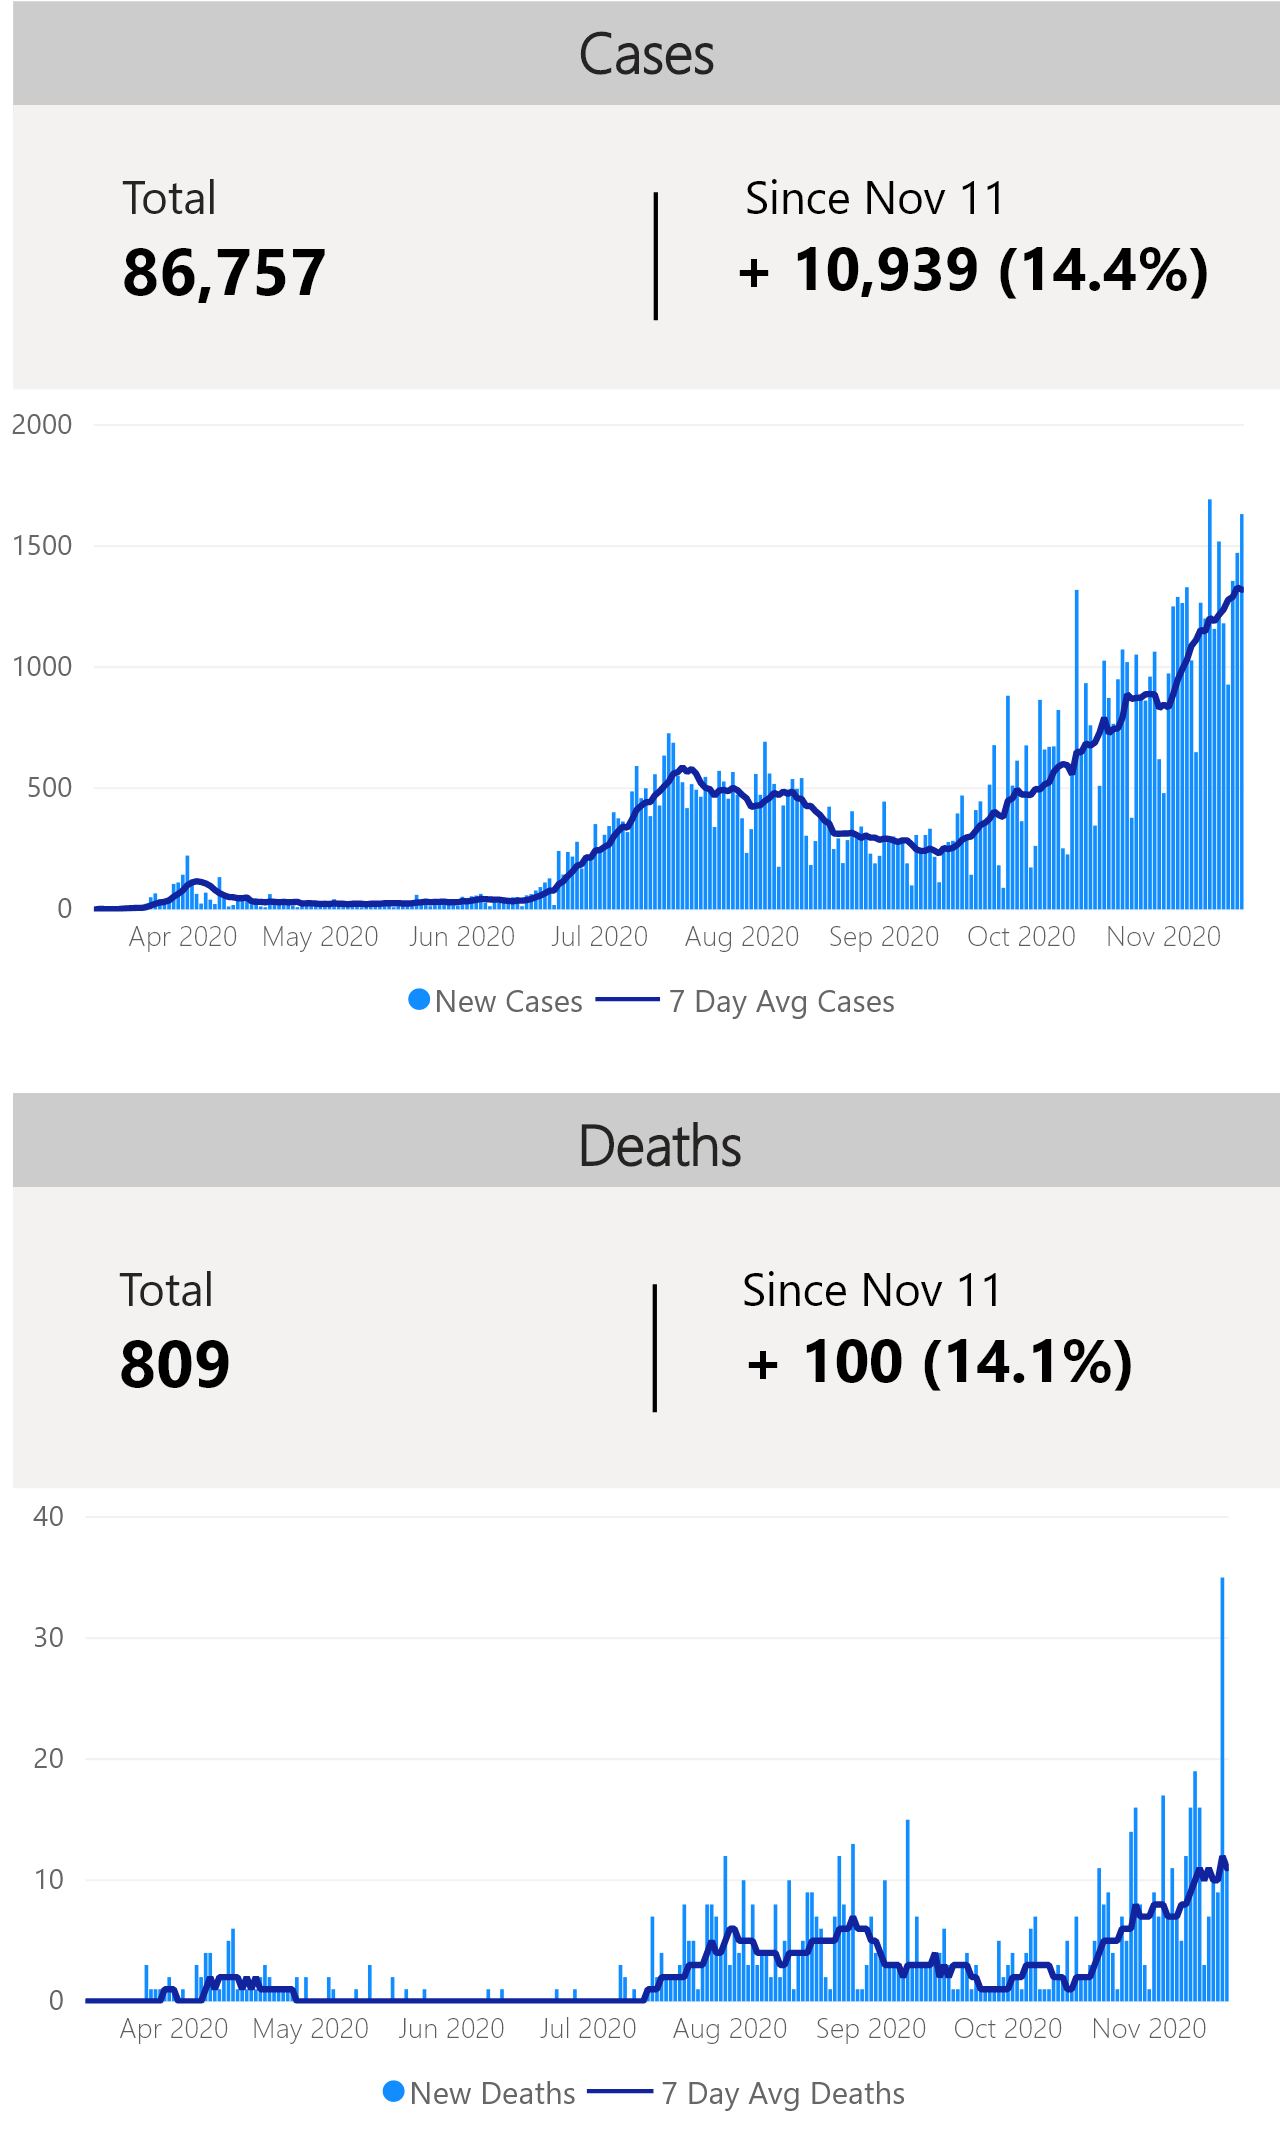 Cases
Total
Since Nov 11
86,757
+ 10,939 (14.4%)
2000
1500
1000
500
0
Apr 2020 May 2020 Jun 2020 Jul 2020 Aug 2020 Sep 2020 Oct 2020 Nov 2020
New Cases 7 Day Avg Cases
Deaths
Total
Since Nov 11
809
+ 100 (14.1%)
40
30
20
10
0
Apr 2020 May 2020 Jun 2020 Jul 2020 Aug 2020 Sep 2020 Oct 2020 Nov 2020
New Deaths 7 Day Avg Deaths